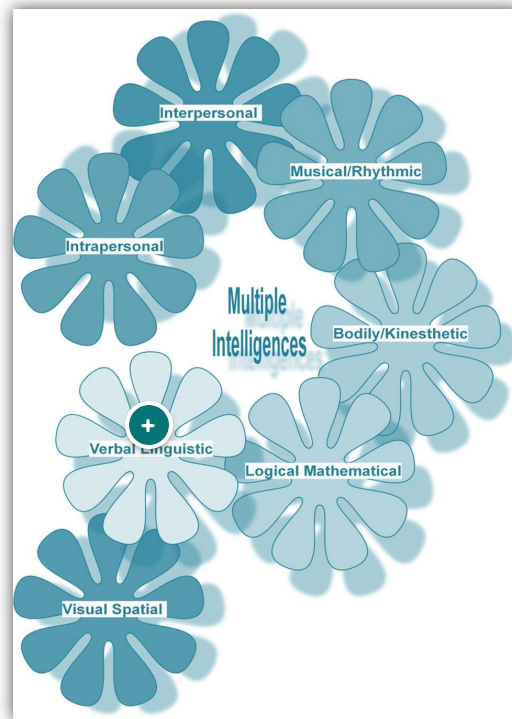 Interpersonal
Musical/Rhythmic
Intrapersonal
Multiple
Intelligences
Bodily/Kinesthetic
Verbal Linguistic
Logical Mathematical
Visual Spatial